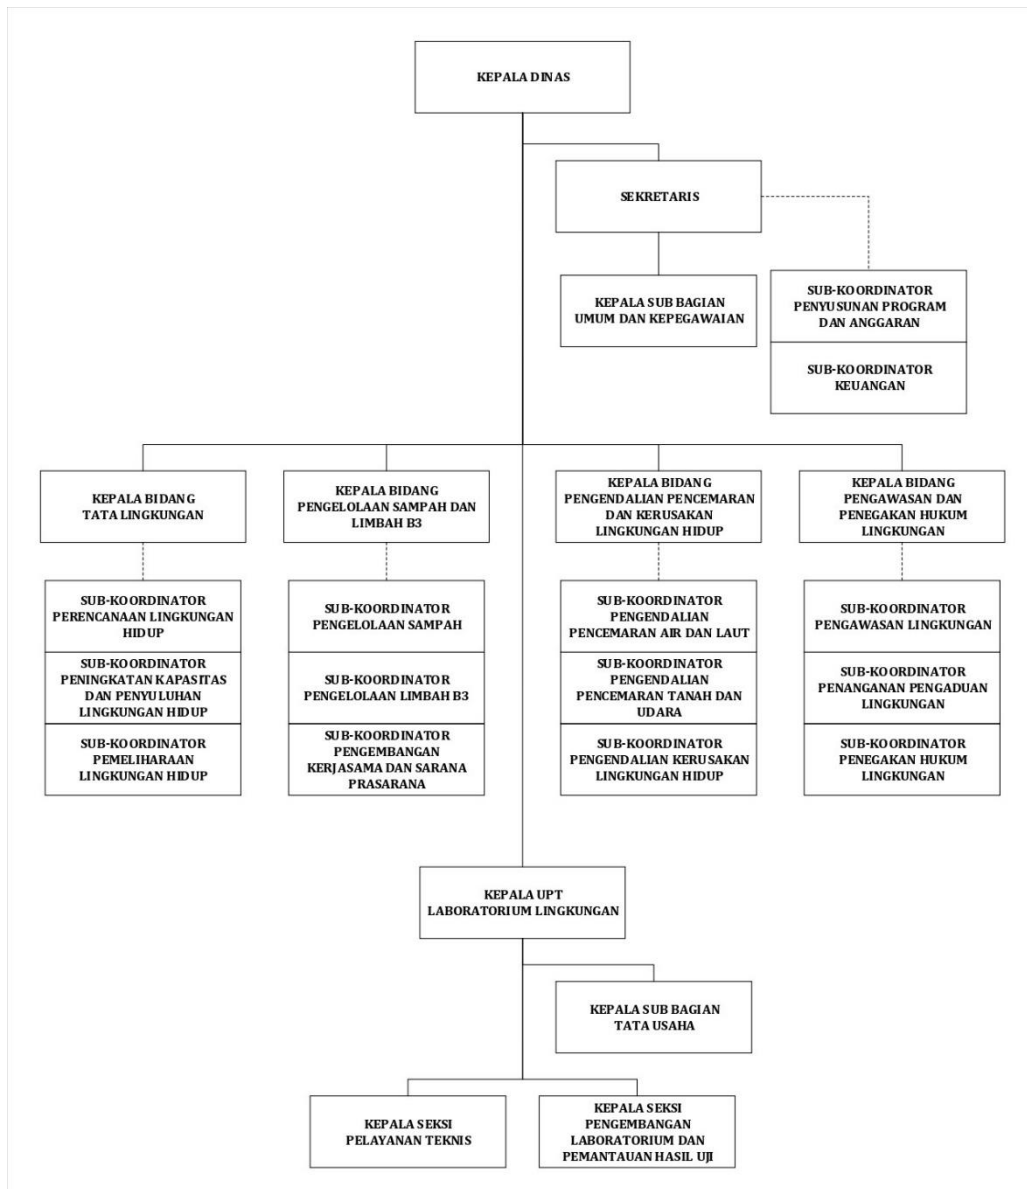 KEPALA DINAS
SEKRETARIS
KEPALA SUB BAGIAN
UMUM DAN KEPEGAWAIAN
SUB-KOORDINATOR
PENYUSUNAN PROGRAM
DAN ANGGARAN
SUB-KOORDINATOR
KEUANGAN
KEPALA BIDANG
TATA LINGKUNGAN
KEPALA BIDANG
PENGELOLAAN SAMPAH DAN
LIMBAH B3
KEPALA BIDANG
PENGENDALIAN PENCEMARAN
DAN KERUSAKAN
LINGKUNGAN HIDUP
KEPALA BIDANG
PENGAWASAN DAN
PENEGAKAN HUKUM
LINGKUNGAN
SUB-KOORDINATOR
PERENCANAAN LINGKUNGAN
HIDUP
SUB-KOORDINATOR
PENINGKATAN KAPASITAS
DAN PENYULUHAN
LINGKUNGAN HIDUP
SUB-KOORDINATOR
PEMELIHARAAN
LINGKUNGAN HIDUP
SUB-KOORDINATOR
PENGELOLAAN SAMPAH
SUB-KOORDINATOR
PENGELOLAAN LIMBAH B3
SUB-KOORDINATOR
PENGEMBANGAN
KERJASAMA DAN SARANA
PRASARANA
SUB-KOORDINATOR
PENGENDALIAN
PENCEMARAN AIR DAN LAUT
SUB-KOORDINATOR
PENGENDALIAN
PENCEMARAN TANAH DAN
UDARA
SUB-KOORDINATOR
PENGENDALIAN KERUSAKAN
LINGKUNGAN HIDUP
SUB-KOORDINATOR
PENGAWASAN LINGKUNGAN
SUB-KOORDINATOR
PENANGANAN PENGADUAN
LINGKUNGAN
SUB-KOORDINATOR
PENEGAKAN HUKUM
LINGKUNGAN
KEPALA UPT
LABORATORIUM LINGKUNGAN
KEPALA SUB BAGIAN
TATA USAHA
KEPALA SEKSI
PELAYANAN TEKNIS
KEPALA SEKSI
PENGEMBANGAN
LABORATORIUM DAN
PEMANTAUAN HASIL UJI